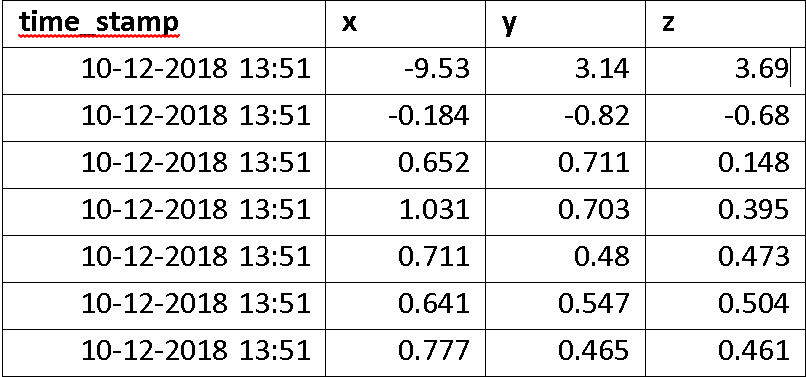 time_stamp x y z
10-12-2018 13:51 -9.53 3.14 3.69
10-12-2018 13:51 -0.184 -0.82 -0.68
10-12-2018 13:51 0.652 0.711 0.148
10-12-2018 13:51 1.031 0.703 0.395
10-12-2018 13:51 0.711 0.48 0.473
10-12-2018 13:51 0.641 0.547 0.504
10-12-2018 13:51 0.777 0.465 0.461